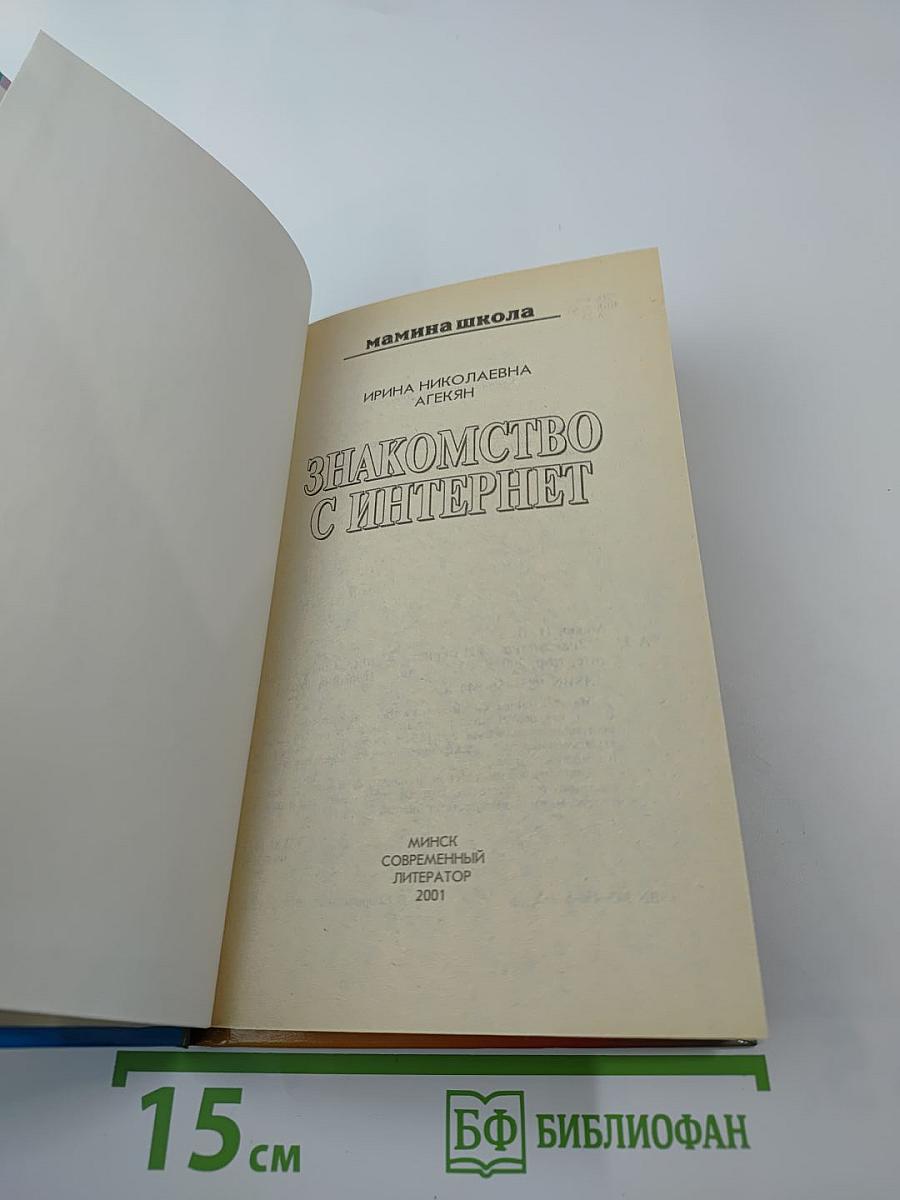 мамина школа
ИРИНА НИКОЛАЕВНА
АГЕКЯН
ЗНАКОМСТВО
С ИНТЕРНЕТ
МИНСК
СОВРЕМЕННЫЙ
ЛИТЕРАТОР
2001
15 см
БФ БИБЛИОФАН